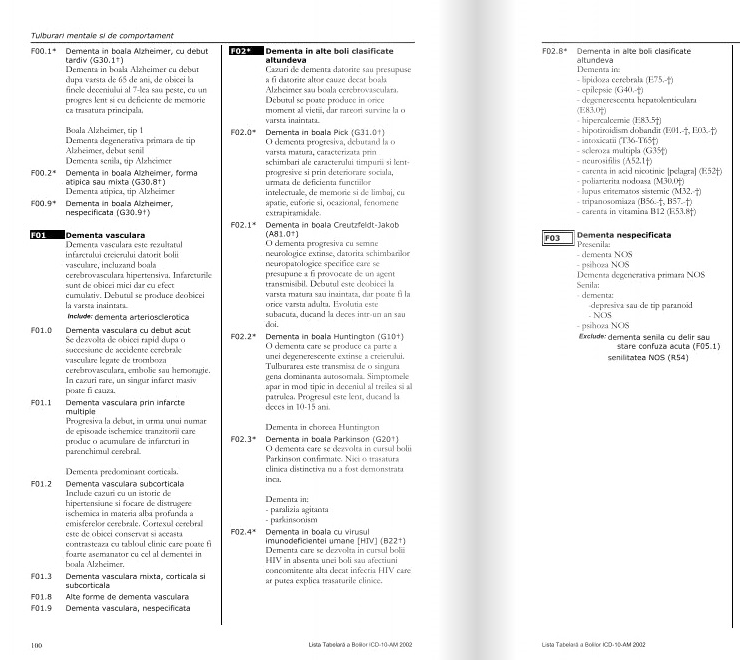 Tulburari mentale si de comportament
F00.1* Dementa in boala Alzheimer, cu debut
tardiv (G30.1†)
Dementa in boala Alzheimer cu debut
dupa varsta de 65 de ani, de obicei la
finele deceniului al 7-lea sau peste, cu un
progres lent si cu deficiente de memorie
ca trasatura principala.
Boala Alzheimer, tip 1
Dementa degenerativa primara de tip
Alzheimer, debut senil
Dementa senila, tip Alzheimer
F00.2* Dementa in boala Alzheimer, forma
atipica sau mixta (G30.8†)
Dementa atipica, tip Alzheimer
F00.9* Dementa in boala Alzheimer,
nespecificata (G30.9†)
F01 Dementa vasculara
Dementa vasculara este rezultatul
infarctului creierului datorit bolii
vasculare, incluzand boala
cerebrovasculara hipertensiva. Infarcturile
sunt de obicei mici dar cu efect
cumulativ. Debutul se produce deobicei
la varsta inaintata.
Include: dementa arteriosclerotica
F01.0 Dementa vasculara cu debut acut
Se dezvolta de obicei rapid dupa o
succesiune de accidente cerebrale
vasculare legate de tromboza
cerebrovasculara, embolie sau hemoragie.
In cazuri rare, un singur infarct masiv
poate fi cauza.
F01.1 Dementa vasculara prin infarcte
multiple
Progresiva la debut, in urma unui numar
de episoade ischemice tranzitorii care
produc o acumulare de infarcturi in
parenchimul cerebral.
Dementa predominant corticala.
F01.2 Dementa vasculara subcorticala
Include cazuri cu un istoric de
hipertensiune si focare de distrugere
ischemica in materia alba profunda a
emisferelor cerebrale. Cortexul cerebral
este de obicei conservat si aceasta
contrasteaza cu tabloul clinic care poate fi
foarte asemanator cu cel al dementei in
boala Alzheimer.
F01.3 Dementa vasculara mixta, corticala si
subcorticala
F01.8 Alte forme de dementa vasculara
F01.9 Dementa vasculara, nespecificata
F02* Dementa in alte boli clasificate
altundeva
Cazuri de dementa datorite sau presupuse
a fi datorite altor cauze decat boala
Alzheimer sau boala cerebrovasculara.
Debutul se poate produce in orice
moment al vietii, dar rareori survine la o
varsta inaintata.
F02.0* Dementa in boala Pick (G31.0†)
O dementa progresiva, debutand la o
varsta matura, caracterizata prin
schimbari ale caracterului timpurii si lent-
progresive si prin deteriorare sociala,
urmata de deficienta functiilor
intelectuale, de memorie si de limbaj, cu
apatie, euforie si, ocazional, fenomene
extrapiramidale.
F02.1* Dementa in boala Creutzfeldt-Jakob
(A81.0†)
O dementa progresiva cu semne
neurologice extinse, datorita schimbarilor
neuropatologice specifice care se
presupune a fi provocate de un agent
transmisibil. Debutul este deobicei la
varsta matura sau inaintata, dar poate fi la
orice varsta adulta. Evolutia este
subacuta, ducand la deces intr-un an sau
doi.
F02.2* Dementa in boala Huntington (G10†)
O dementa care se produce ca parte a
unei degenerescente extinse a creierului.
Tulburarea este transmisa de o singura
gena dominanta autosomala. Simptomele
apar in mod tipic in deceniul al treilea si al
patrulea. Progresul este lent, ducand la
deces in 10-15 ani.
Dementa in choreea Huntington
F02.3* Dementa in boala Parkinson (G20†)
O dementa care se dezvolta in cursul bolii
Parkinson confirmate. Nici o trasatura
clinica distinctiva nu a fost demonstrata
inca.
Dementa in:
- paralizia agitanta
- parkinsonism
F02.4* Dementa in boala cu virusul
imunodeficientei umane [HIV] (B22†)
Dementa care se dezvolta in cursul bolii
HIV in absenta unei boli sau afectiuni
concomitente alta decat infectia HIV care
ar putea explica trasaturile clinice.
100
Lista Tabelară a Bolilor ICD-10-AM 2002
F02.8* Dementa in alte boli clasificate
altundeva
Dementa in:
- lipidoza cerebrala (E75.-‡)
- epilepsie (G40.-‡)
- degenerescenta hepatolenticulara
(E83.0‡)
- hipercalcemie (E83.5‡)
- hipotiroidism dobandit (E01.-‡, E03.-‡)
- intoxicatii (T36-T65‡)
- scleroza multipla (G35‡)
- neurosifilis (A52.1‡)
- carenta in acid nicotinic [pelagra] (E52‡)
- poliarterita nodoasa (M30.0‡)
- lupus eritematos sistemic (M32.-‡)
- tripanosomiaza (B56.-‡, B57.-‡)
- carenta in vitamina B12 (E53.8‡)
F03 Dementa nespecificata
Presenila:
- dementa NOS
- psihoza NOS
Dementa degenerativa primara NOS
Senila:
- dementa:
-depresiva sau de tip paranoid
- NOS
- psihoza NOS
Exclude: dementa senila cu delir sau
stare confuza acuta (F05.1)
senilitatea NOS (R54)
Lista Tabelară a Bolilor ICD-10-AM 2002